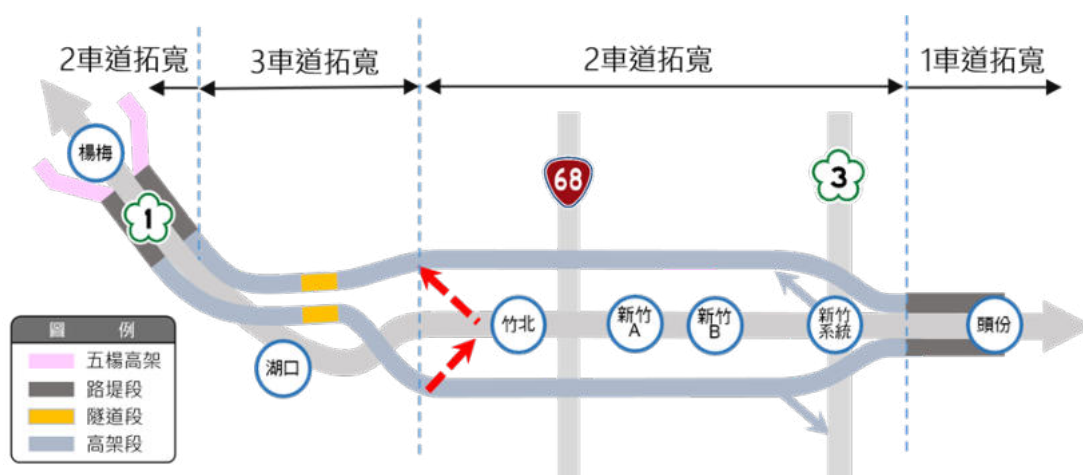 2車道拓寬
3車道拓寬
2車道拓寬
1車道拓寬
楊梅
1
68
3
竹北
新竹
A
新竹
B
新竹
系統
頭份
湖口
圖 例
五楊高架
路堤段
隧道段
高架段